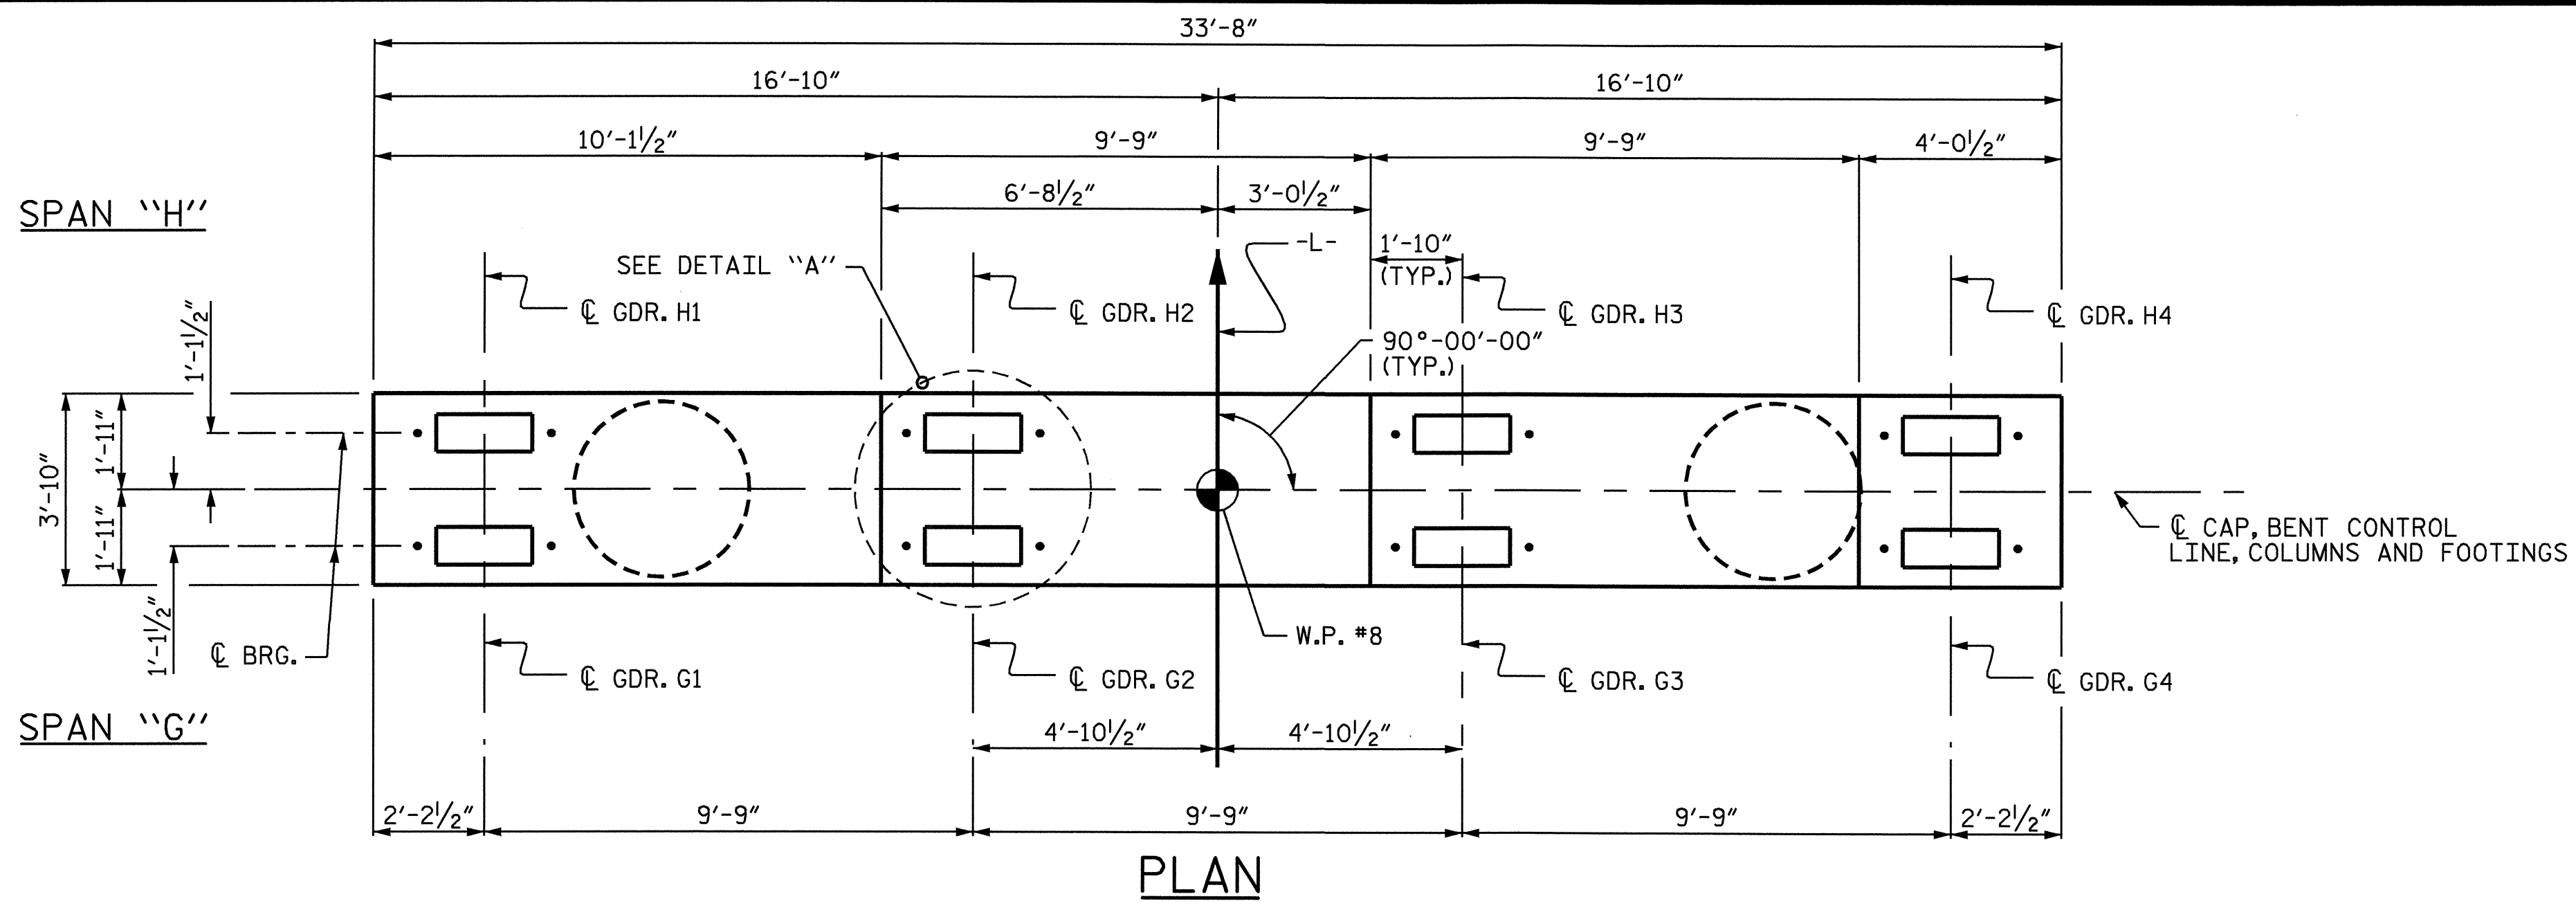 33'-8"
16'-10" 16'-10"
10'-1½" 9'-9" 9'-9" 4'-0½"
6'-8½" 3'-0½"
SPAN "H"
SEE DETAIL "A" -L- 1'-10"
(TYP.)
℄ GDR. H1 ℄ GDR. H2 ℄ GDR. H3 ℄ GDR. H4
90°-00'-00"
(TYP.)
1'-1½"
1'-11"
3'-10"
1'-11"
1'-1½"
℄ CAP, BENT CONTROL
LINE, COLUMNS AND FOOTINGS
℄ BRG.
W.P. #8
℄ GDR. G1 ℄ GDR. G2 ℄ GDR. G3 ℄ GDR. G4
SPAN "G"
4'-10½" 4'-10½"
2'-2½" 9'-9" 9'-9" 9'-9" 2'-2½"
PLAN